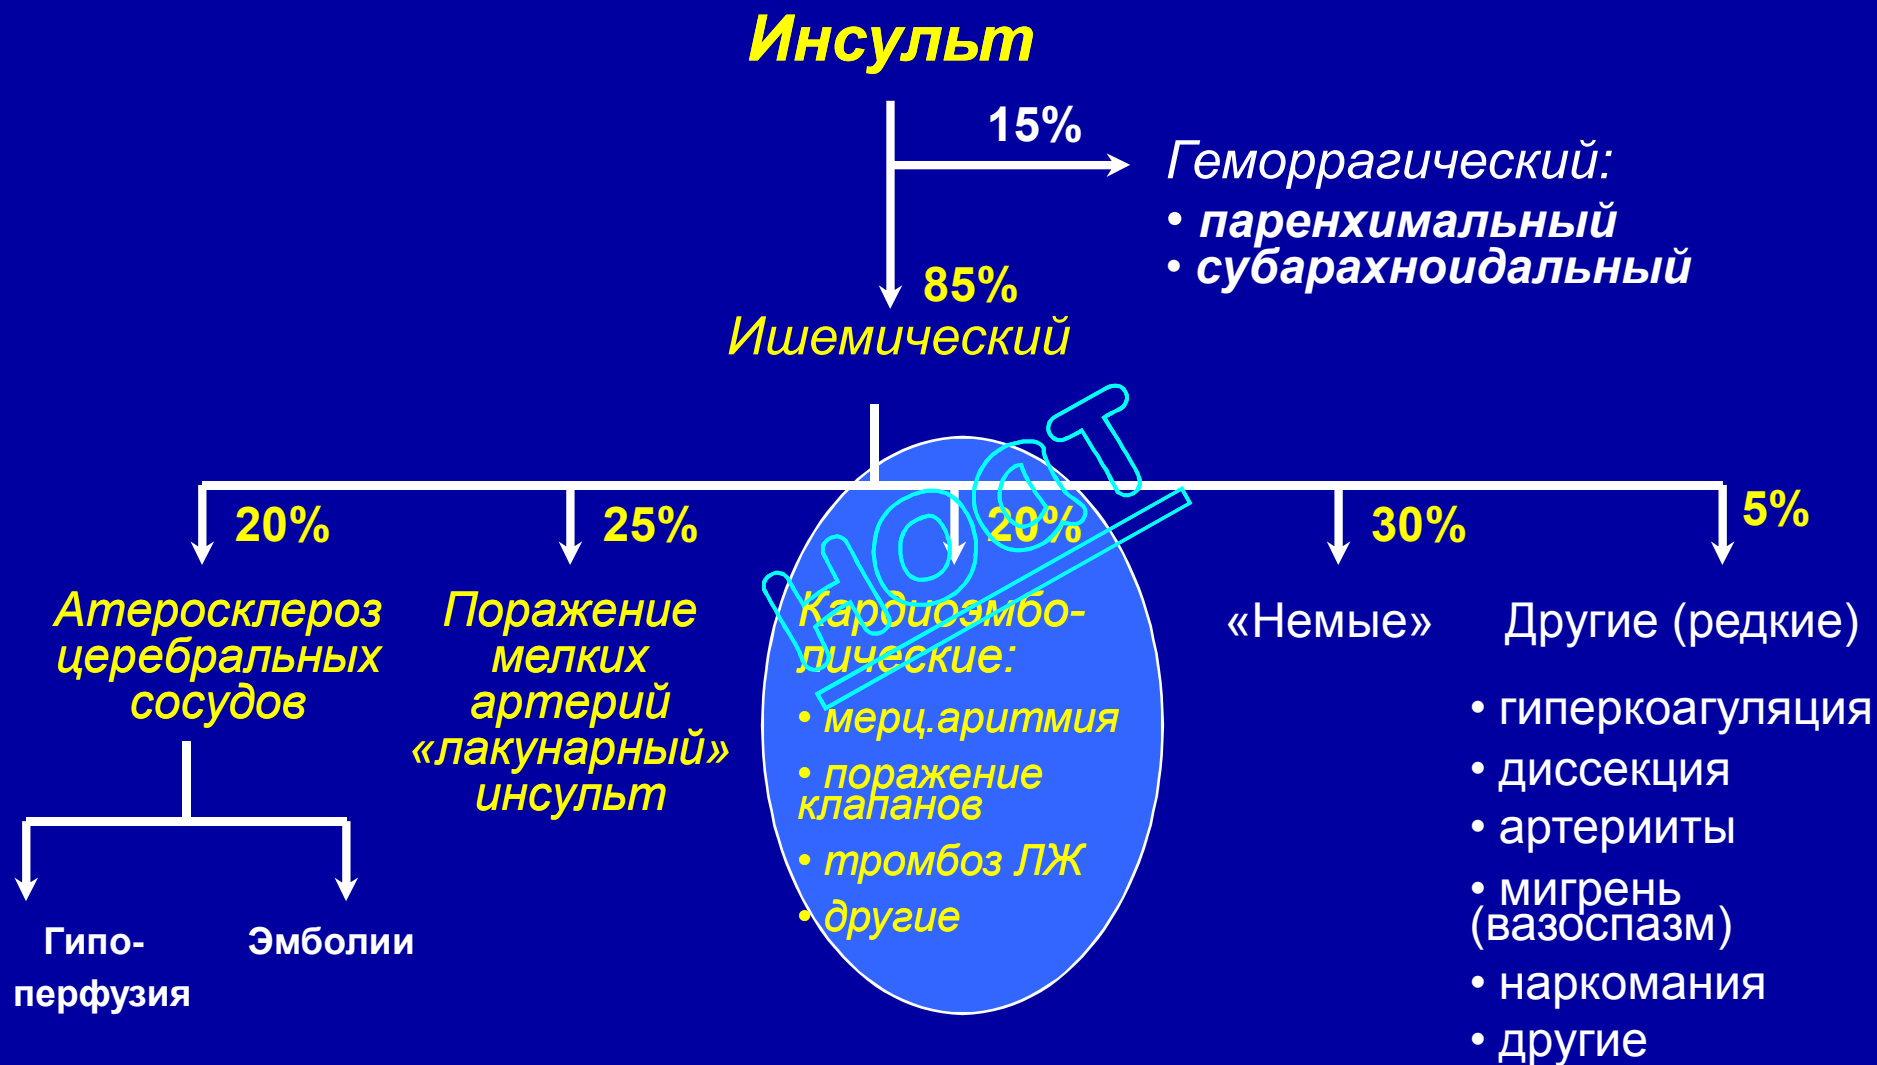 Инсульт
15%
Геморрагический:
• паренхимальный
• субарахноидальный
85%
Ишемический
20%
25%
20%
30%
5%
Атеросклероз
церебральных
сосудов
Поражение
мелких
артерий
«лакунарный»
инсульт
Кардиоэмбо-
лические:
• мерц.аритмия
• поражение
клапанов
• тромбоз ЛЖ
• другие
«Немые»
Другие (редкие)
• гиперкоагуляция
• диссекция
• артерииты
• мигрень
(вазоспазм)
• наркомания
• другие
Гипо-
перфузия
Эмболии